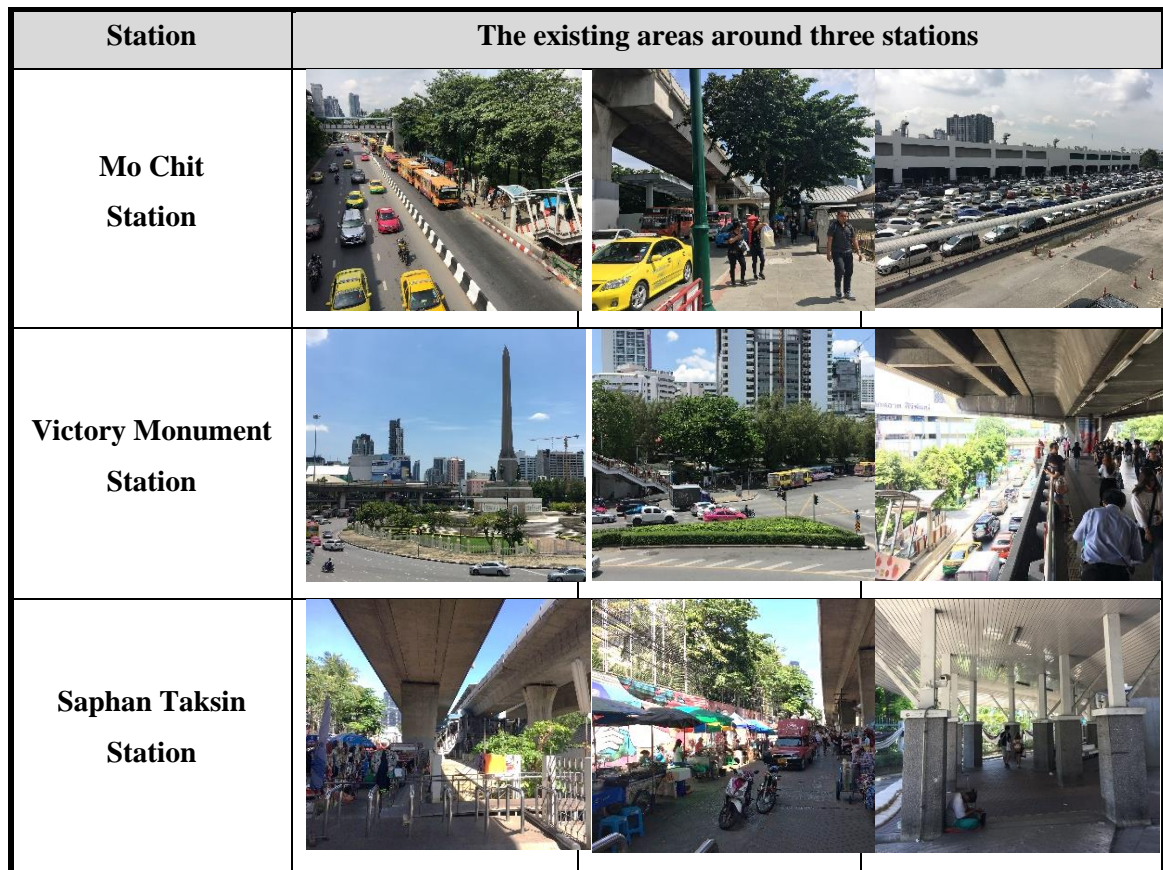 Station
The existing areas around three stations
Mo Chit
Station
Victory Monument
Station
Saphan Taksin
Station